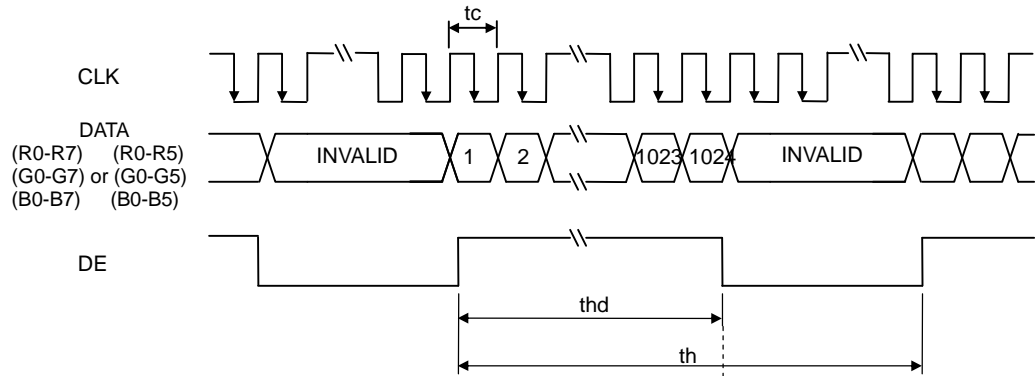 tc
CLK
DATA
(R0-R7) (R0-R5)
(G0-G7) or (G0-G5)
(B0-B7) (B0-B5)
INVALID 1 2 1023 1024 INVALID
DE
thd
th